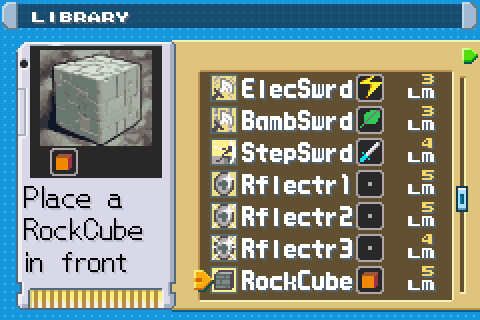 LIBRARY
Place a
RockCube
in front
ElecSwrd 3 Lm
BambSwrd 3 Lm
StepSwrd 4 Lm
Rflectr1 5 Lm
Rflectr2 5 Lm
Rflectr3 4 Lm
RockCube 5 Lm